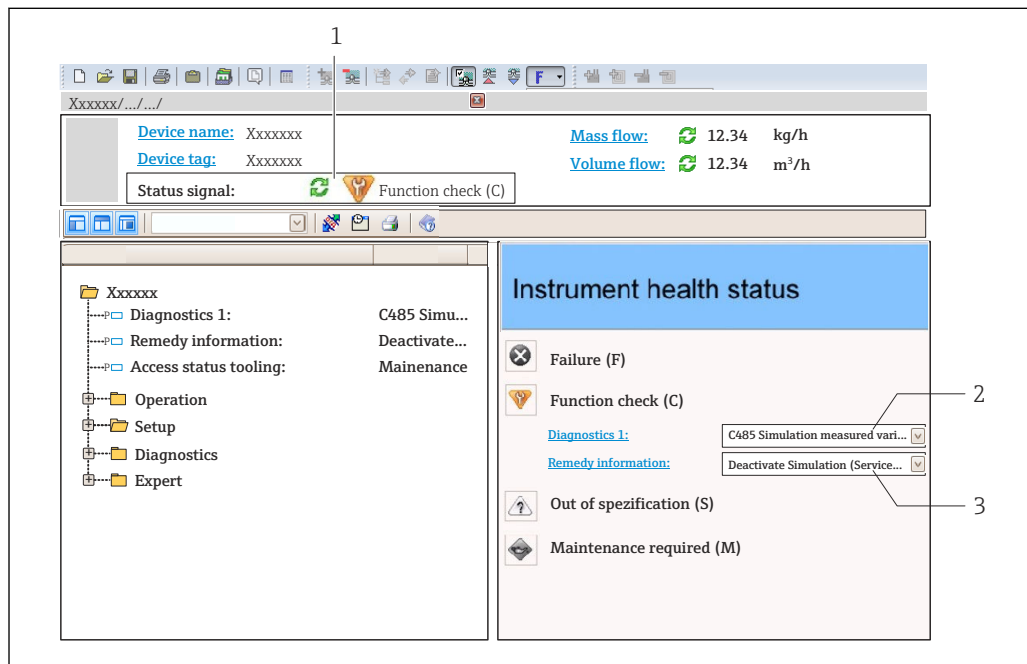 1
F
Xxxxxx/.../.../
Device name: Xxxxxxx
Mass flow: 12.34 kg/h
Device tag: Xxxxxxx
Volume flow: 12.34 m³/h
Status signal: Function check (C)
Xxxxxx
Diagnostics 1: C485 Simu...
Remedy information: Deactivate...
Access status tooling: Mainenance
Operation
Setup
Diagnostics
Expert
Instrument health status
Failure (F)
Function check (C)
2
Diagnostics 1: C485 Simulation measured vari...
Remedy information: Deactivate Simulation (Service...
Out of spezification (S)
3
Maintenance required (M)